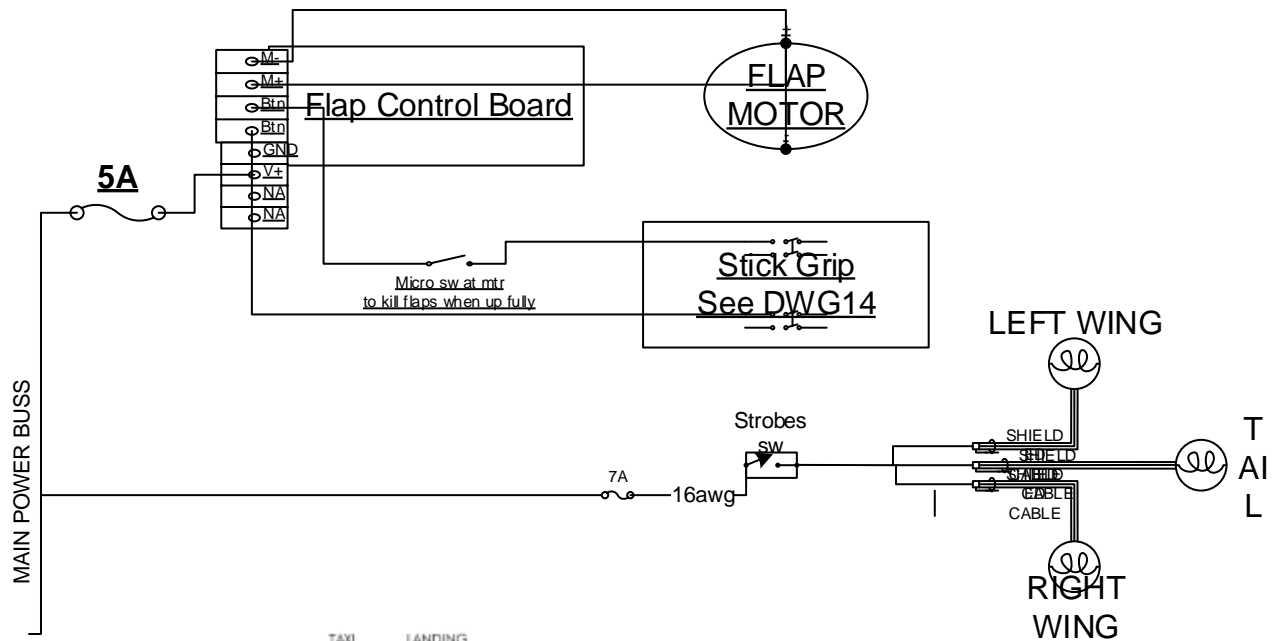 M-
M+
Btn
Btn
GND
V+
NA
NA
Flap Control Board
FLAP
MOTOR
5A
Micro sw at mtr
to kill flaps when up fully
Stick Grip
See DWG14
MAIN POWER BUSS
7A
16awg
Strobes
sw
LEFT WING
SHIELD
SHIELD
CABLE
CABLE
T
AI
L
RIGHT
WING
TAXI
LANDING